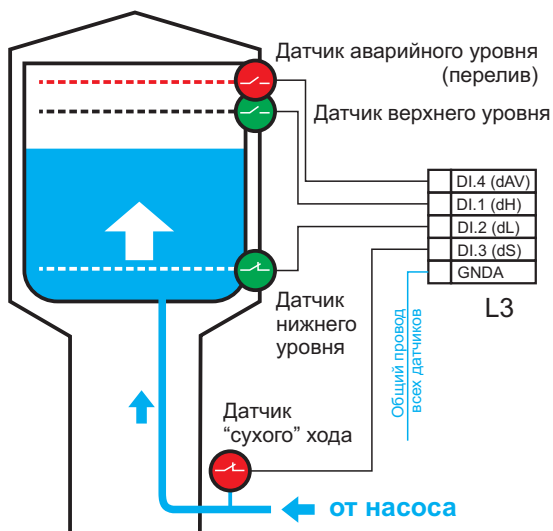 Датчик аварийного уровня
(перелив)
Датчик верхнего уровня
DI.4 (dAV)
DI.1 (dH)
DI.2 (dL)
DI.3 (dS)
GNDA
L3
Датчик
нижнего
уровня
Общий провод
всех датчиков
Датчик
“сухого” хода
от насоса